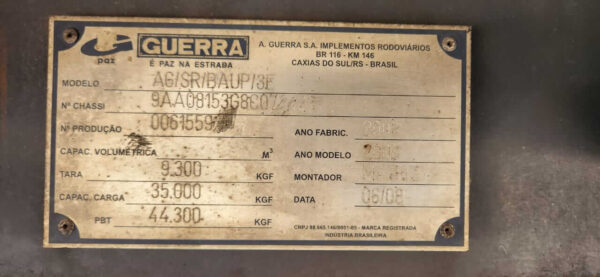 GUERRA
paz
É PAZ NA ESTRADA
A. GUERRA S.A. IMPLEMENTOS RODOVIÁRIOS
BR 116 - KM 146
CAXIAS DO SUL/RS - BRASIL
MODELO AG/SR/BAUP/3E
Nº CHASSI
Nº PRODUÇÃO
ANO FABRIC.
CAPAC. VOLUMÉTRICA M³
ANO MODELO
TARA 9.300 KGF
MONTADOR
CAPAC. CARGA 35.000 KGF
DATA 06/08
PBT 44.300 KGF
MARCA REGISTRADA
INDÚSTRIA BRASILEIRA